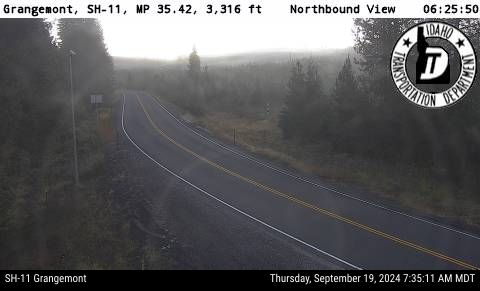 Grangemont, SH-11, MP 35.42, 3,316 ft Northbound View 06:25:50
IDAHO
TRANSPORTATION DEPARTMENT
SH-11 Grangemont Thursday, September 19, 2024 7:35:11 AM MDT